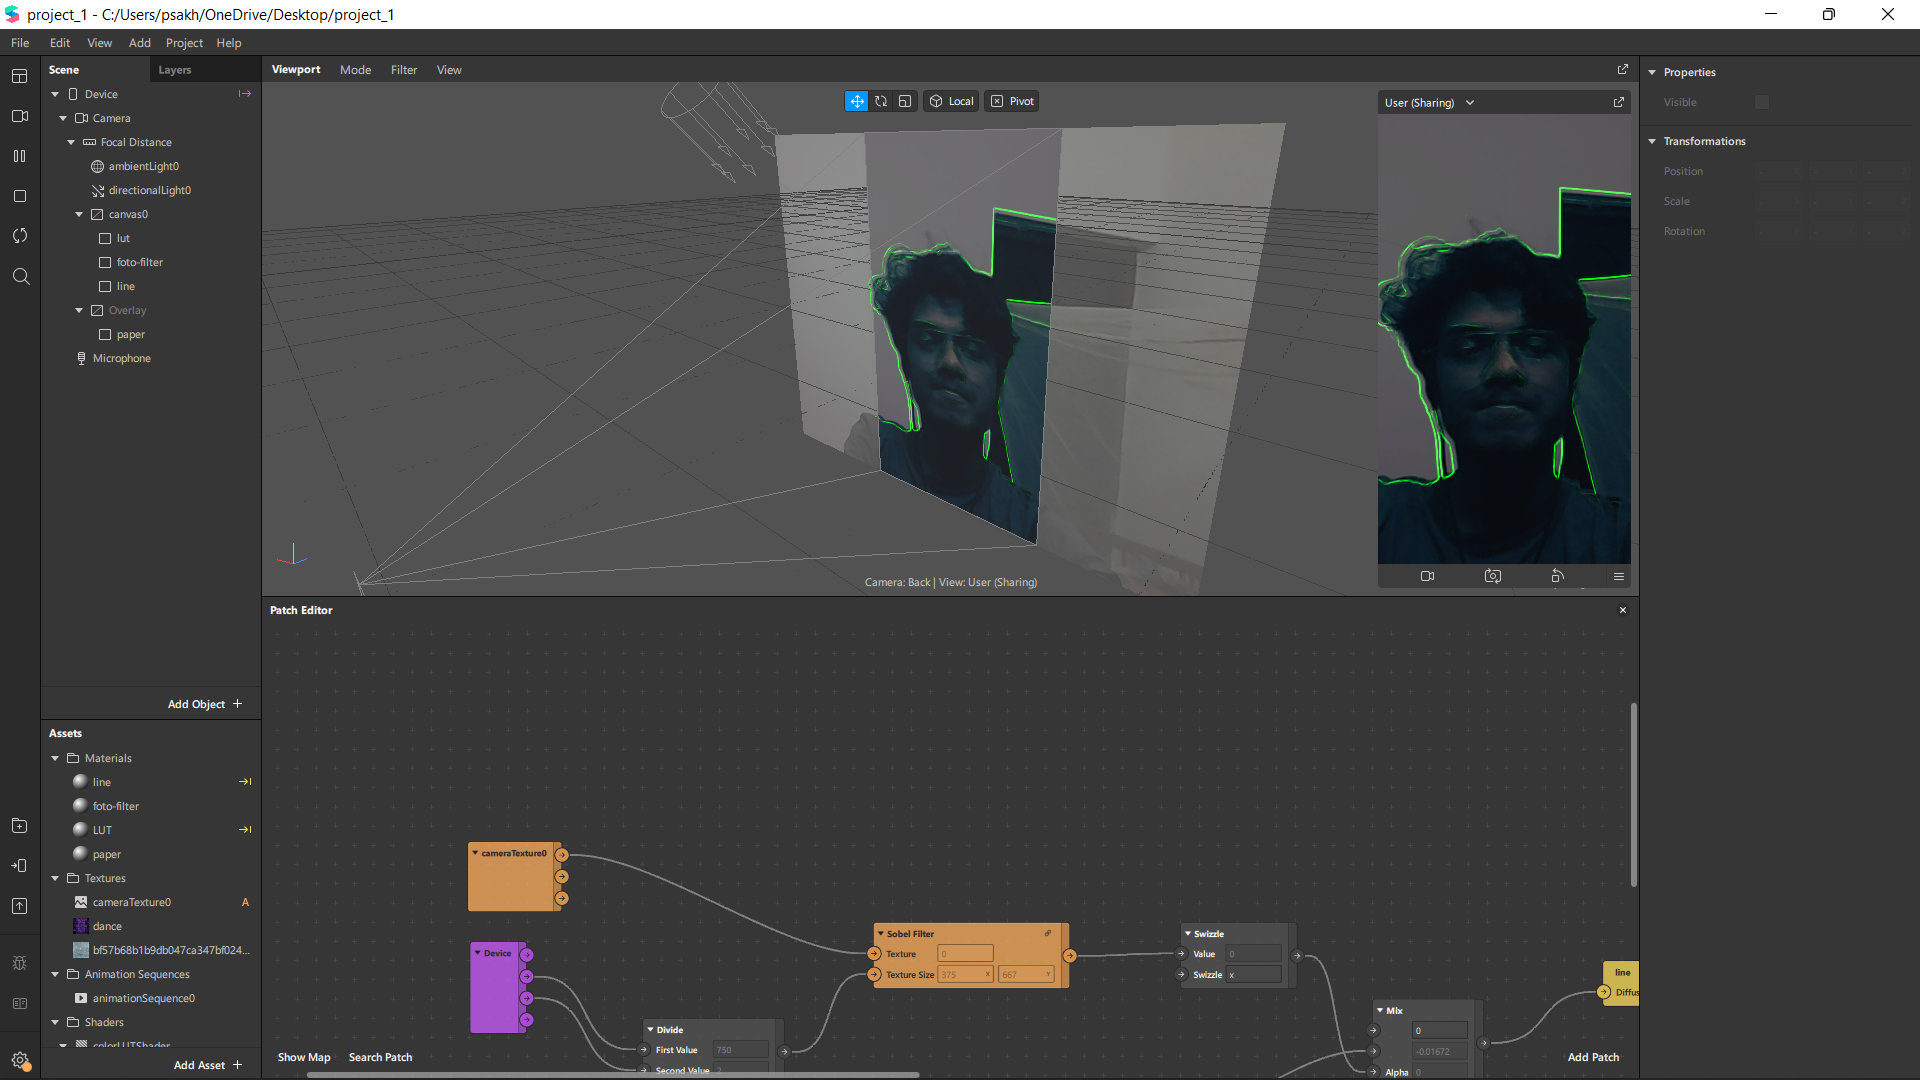 project_1 - C:/Users/psakh/OneDrive/Desktop/project_1
File Edit View Add Project Help
Scene Layers
Device
Camera
Focal Distance
ambientLight0
directionalLight0
canvas0
lut
foto-filter
line
Overlay
paper
Microphone
Add Object +
Assets
Materials
line
foto-filter
LUT
paper
Textures
cameraTexture0 A
dance
bf57b68b1b9db047ca347bf024...
Animation Sequences
animationSequence0
Shaders
colorLUTShader
Add Asset +
Viewport Mode Filter View
Local Pivot
User (Sharing)
Camera: Back | View: User (Sharing)
Patch Editor
cameraTexture0
Device
Divide
First Value 750
Second Value 2
Sobel Filter
Texture 0
Texture Size 375 X 667 Y
Swizzle
Value 0
Swizzle x
Mix
0
-0.01672
Alpha 0
line
Diffus
Show Map Search Patch
Add Patch
Properties
Visible
Transformations
Position
Scale
Rotation